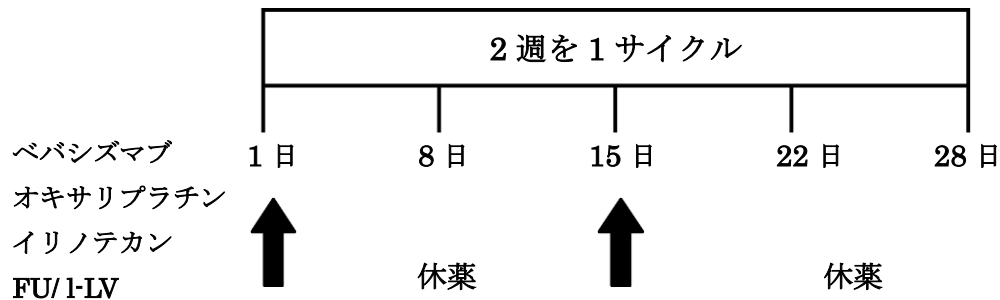 2 週を 1 サイクル
ベバシズマブ 1 日 8 日 15 日 22 日 28 日
オキサリプラチン
イリノテカン
FU/ l-LV 休薬 休薬